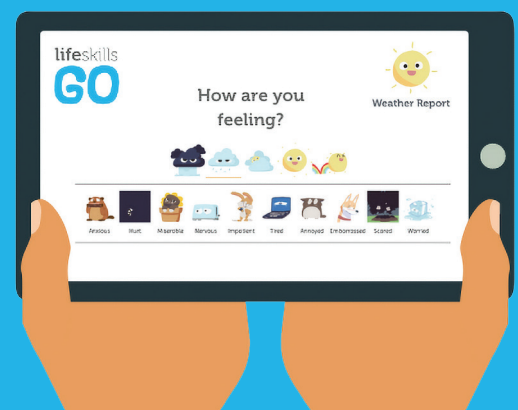 lifeskills
GO
How are you
feeling?
Weather Report
Anxious Hurt Miserable Nervous Impatient Tired Annoyed Embarrassed Scared Worried